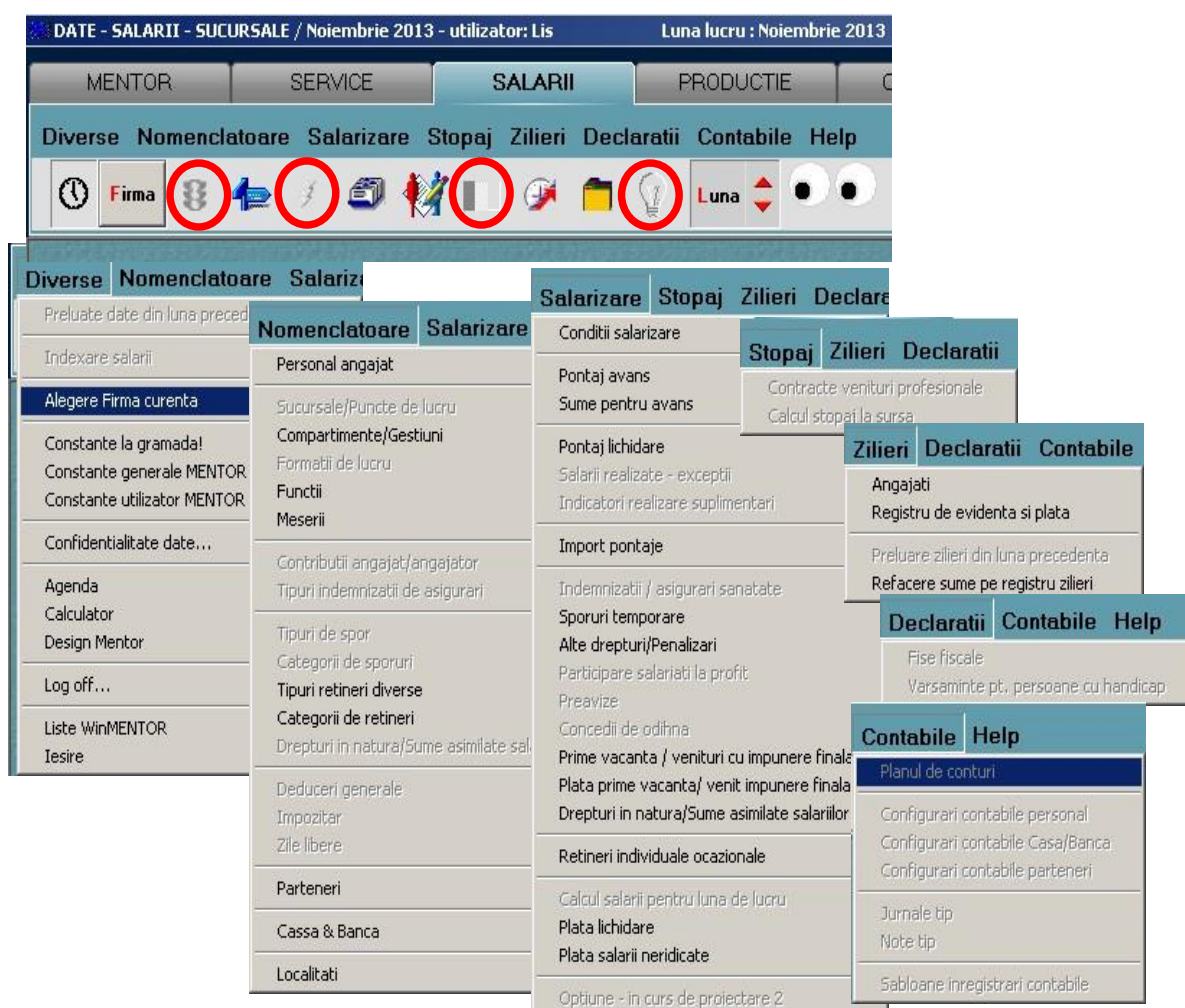 DATE - SALARII - SUCURSALE / Noiembrie 2013 - utilizator: Lis Luna lucru : Noiembrie 2013
MENTOR SERVICE SALARII PRODUCTIE
Diverse Nomenclatoare Salarizare Stopaj Zilieri Declaratii Contabile Help
Firma Luna
Diverse Nomenclatoare Salariz
Preluate date din luna preced
Indexare salarii
Alegere Firma curenta
Constante la gramada!
Constante generale MENTOR
Constante utilizator MENTOR
Confidentialitate date...
Agenda
Calculator
Design Mentor
Log off...
Liste WinMENTOR
Iesire
Nomenclatoare Salarizare
Personal angajat
Sucursale/Puncte de lucru
Compartimente/Gestiuni
Formatii de lucru
Functii
Meserii
Contributii angajat/angajator
Tipuri indemnizatii de asigurari
Tipuri de spor
Categorii de sporuri
Tipuri retineri diverse
Categorii de retineri
Drepturi in natura/Sume asimilate sal
Deduceri generale
Impozitar
Zile libere
Parteneri
Cassa & Banca
Localitati
Salarizare Stopaj Zilieri Declara
Conditii salarizare
Pontaj avans
Sume pentru avans
Pontaj lichidare
Salarii realizate - exceptii
Indicatori realizare suplimentari
Import pontaje
Indemnizatii / asigurari sanatate
Sporuri temporare
Alte drepturi/Penalizari
Participare salariati la profit
Preavize
Concedii de odihna
Prime vacanta / venituri cu impunere finala
Plata prime vacanta/ venit impunere finala
Drepturi in natura/Sume asimilate salariilor
Retineri individuale ocazionale
Calcul salarii pentru luna de lucru
Plata lichidare
Plata salarii neridicate
Optiune - in curs de proiectare 2
Stopaj Zilieri Declaratii
Contracte venituri profesionale
Calcul stopaj la sursa
Zilieri Declaratii Contabile
Angajati
Registru de evidenta si plata
Preluare zilieri din luna precedenta
Refacere sume pe registru zilieri
Declaratii Contabile Help
Fise fiscale
Varsaminte pt. persoane cu handicap
Contabile Help
Planul de conturi
Configurari contabile personal
Configurari contabile Casa/Banca
Configurari contabile parteneri
Jurnale tip
Note tip
Sabloane inregistrari contabile